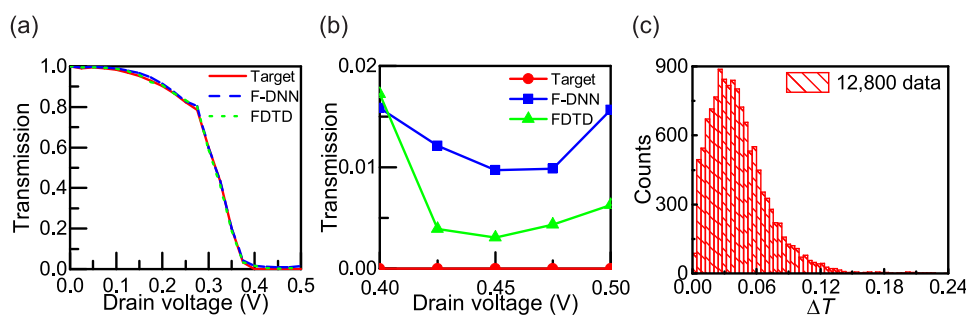 (a)
Transmission
1.0
0.8
0.6
0.4
0.2
0.0
0.0 0.1 0.2 0.3 0.4 0.5
Drain voltage (V)
Target
F-DNN
FDTD
(b)
Transmission
0.02
0.01
0.00
0.40 0.45 0.50
Drain voltage (V)
Target
F-DNN
FDTD
(c)
Counts
900
600
300
0
0.00 0.06 0.12 0.18 0.24
ΔT
12,800 data